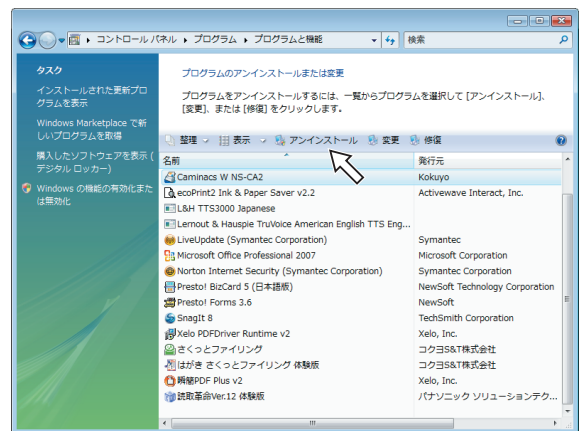 コントロール パネル ▸ プログラム ▸ プログラムと機能
検索
タスク
インストールされた更新プロ
グラムを表示
Windows Marketplace で新
しいプログラムを取得
購入したソフトウェアを表示 (
デジタル ロッカー)
Windows の機能の有効化また
は無効化
プログラムのアンインストールまたは変更
プログラムをアンインストールするには、一覧からプログラムを選択して [アンインストール]、
[変更]、または [修復] をクリックします。
整理 表示 アンインストール 変更 修復
名前 発行元
Caminacs W NS-CA2 Kokuyo
ecoPrint2 Ink & Paper Saver v2.2 Activewave Interact, Inc.
L&H TTS3000 Japanese
Lernout & Hauspie TruVoice American English TTS Eng...
LiveUpdate (Symantec Corporation) Symantec
Microsoft Office Professional 2007 Microsoft Corporation
Norton Internet Security (Symantec Corporation) Symantec Corporation
Presto! BizCard 5 (日本語版) NewSoft Technology Corporation
Presto! Forms 3.6 NewSoft
SnagIt 8 TechSmith Corporation
Xelo PDFDriver Runtime v2 Xelo, Inc.
さくっとファイリング コクヨS&T株式会社
はがき さくっとファイリング 体験版 コクヨS&T株式会社
瞬簡PDF Plus v2 Xelo, Inc.
読取革命Ver.12 体験版 パナソニック ソリューションテク...